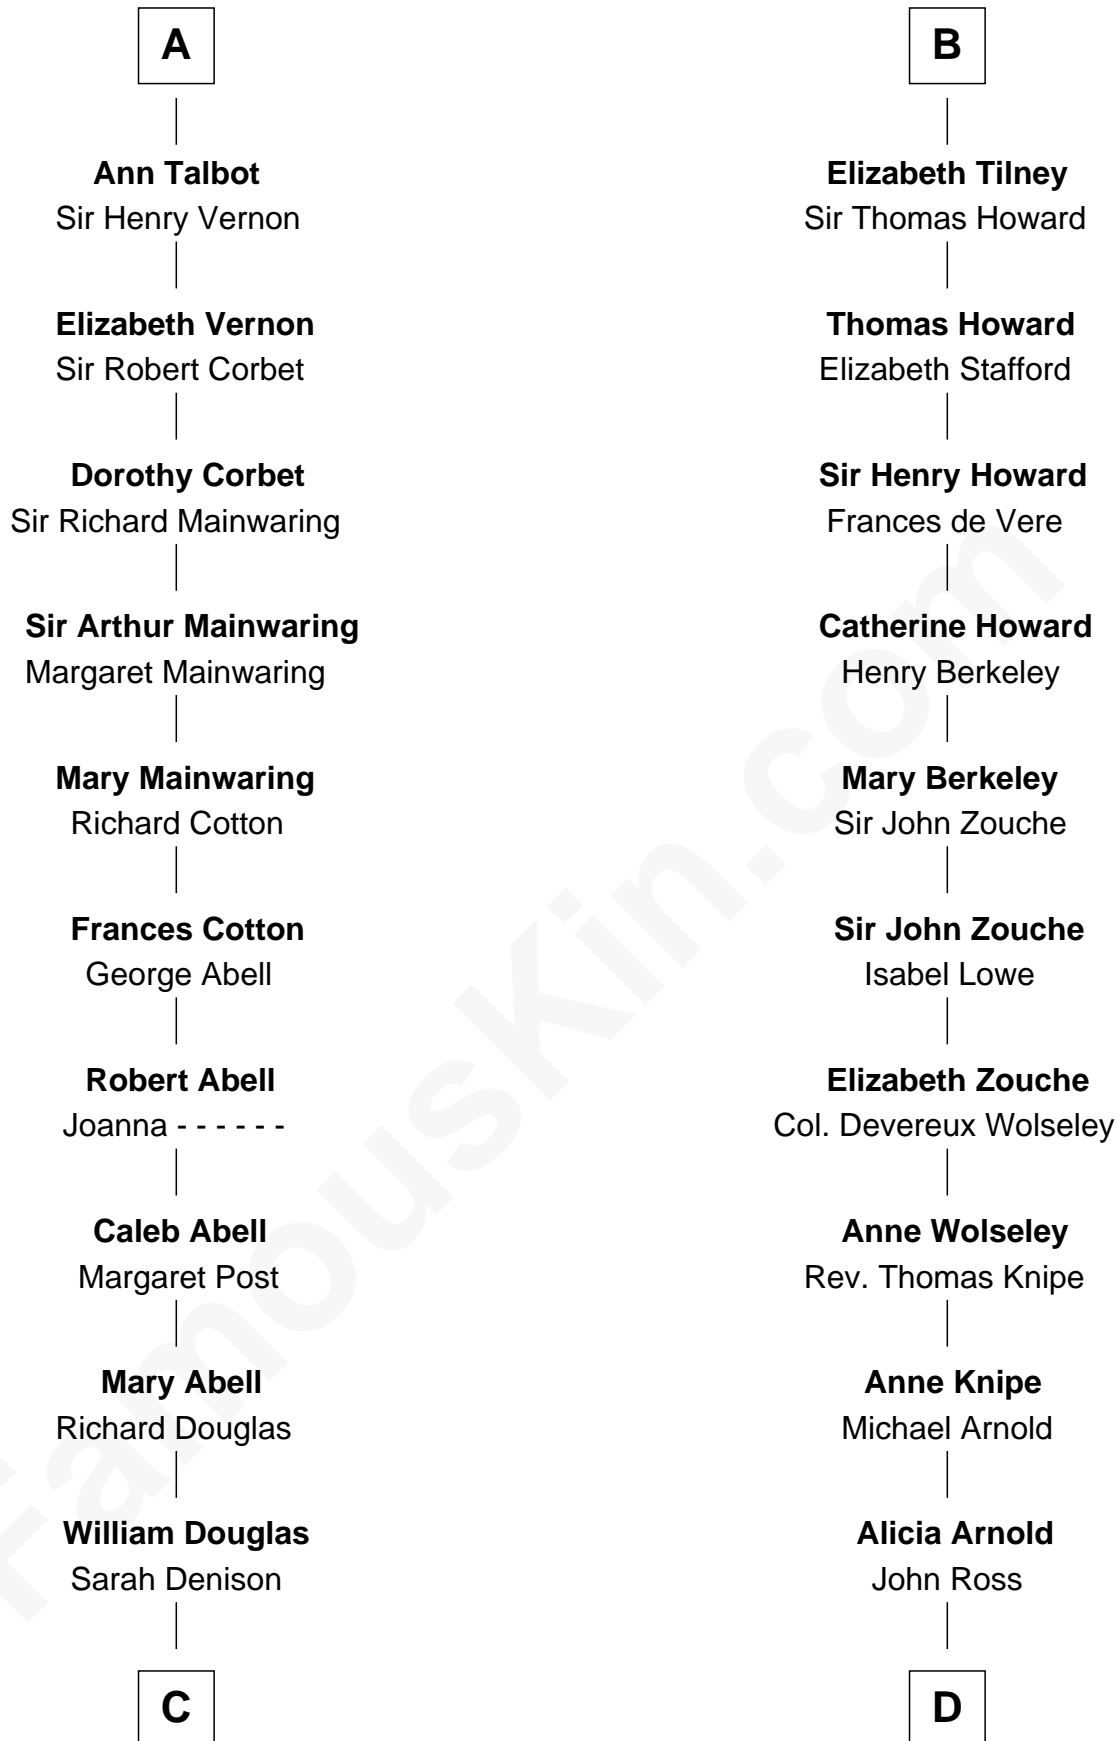 A
Ann Talbot
Sir Henry Vernon
Elizabeth Vernon
Sir Robert Corbet
Dorothy Corbet
Sir Richard Mainwaring
Sir Arthur Mainwaring
Margaret Mainwaring
Mary Mainwaring
Richard Cotton
Frances Cotton
George Abell
Robert Abell
Joanna - - - - - -
Caleb Abell
Margaret Post
Mary Abell
Richard Douglas
William Douglas
Sarah Denison
C
B
Elizabeth Tilney
Sir Thomas Howard
Thomas Howard
Elizabeth Stafford
Sir Henry Howard
Frances de Vere
Catherine Howard
Henry Berkeley
Mary Berkeley
Sir John Zouche
Sir John Zouche
Isabel Lowe
Elizabeth Zouche
Col. Devereux Wolseley
Anne Wolseley
Rev. Thomas Knipe
Anne Knipe
Michael Arnold
Alicia Arnold
John Ross
D
FamousKin.com